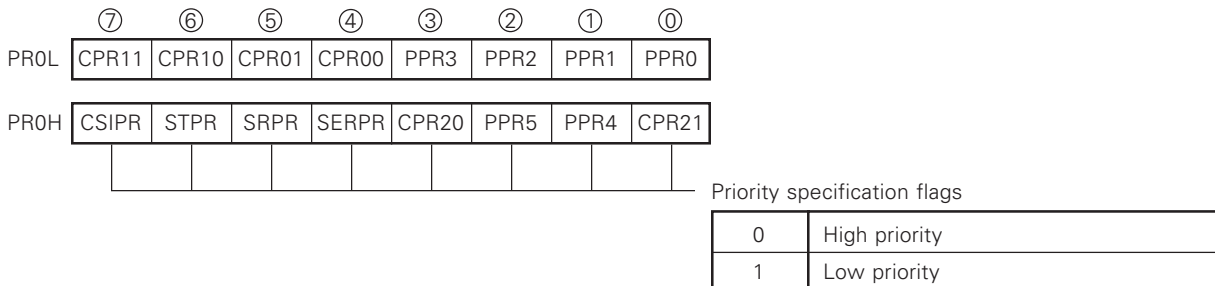 ⑦ ⑥ ⑤ ④ ③ ② ① ⓪
PR0L CPR11 CPR10 CPR01 CPR00 PPR3 PPR2 PPR1 PPR0
PR0H CSIPR STPR SRPR SERPR CPR20 PPR5 PPR4 CPR21
Priority specification flags
0 High priority
1 Low priority